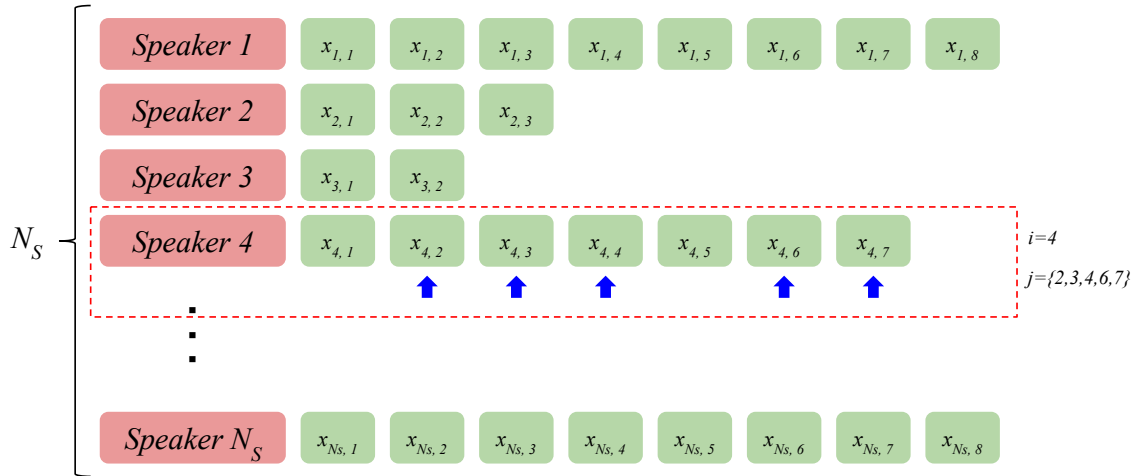 Speaker 1 x1, 1 x1, 2 x1, 3 x1, 4 x1, 5 x1, 6 x1, 7 x1, 8
Speaker 2 x2, 1 x2, 2 x2, 3
Speaker 3 x3, 1 x3, 2
NS
Speaker 4 x4, 1 x4, 2 x4, 3 x4, 4 x4, 5 x4, 6 x4, 7
i=4
j={2,3,4,6,7}
Speaker NS xNs, 1 xNs, 2 xNs, 3 xNs, 4 xNs, 5 xNs, 6 xNs, 7 xNs, 8